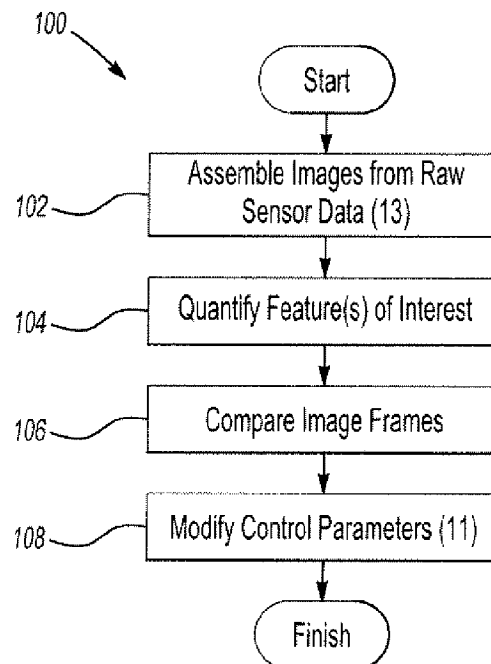 100
Start
102
Assemble Images from Raw
Sensor Data (13)
104
Quantify Feature(s) of Interest
106
Compare Image Frames
108
Modify Control Parameters (11)
Finish